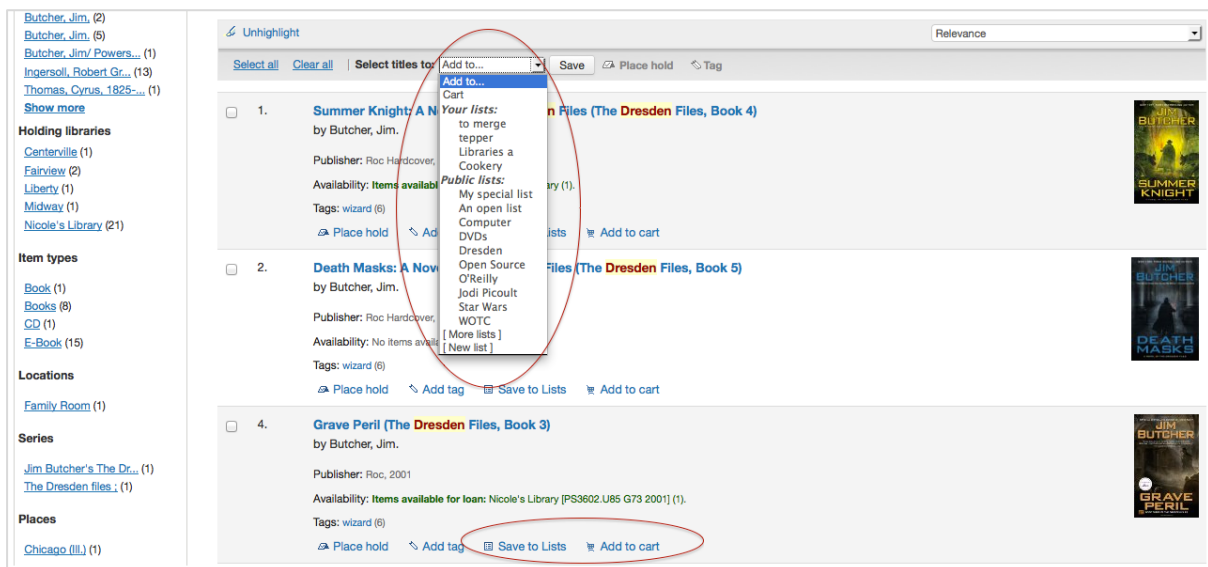 Butcher, Jim, (2)
Butcher, Jim. (5)
Butcher, Jim/ Powers... (1)
Ingersoll, Robert Gr... (13)
Thomas, Cyrus, 1825-... (1)
Show more
Holding libraries
Centerville (1)
Fairview (2)
Liberty (1)
Midway (1)
Nicole's Library (21)
Item types
Book (1)
Books (8)
CD (1)
E-Book (15)
Locations
Family Room (1)
Series
Jim Butcher's The Dr... (1)
The Dresden files ; (1)
Places
Chicago (Ill.) (1)
Unhighlight
Relevance
Select all Clear all | Select titles to: Add to... Save Place hold Tag
Add to...
Cart
Your lists:
to merge
tepper
Libraries a
Cookery
Public lists:
My special list
An open list
Computer
DVDs
Dresden
Open Source
O'Reilly
Jodi Picoult
Star Wars
WOTC
[ More lists ]
[ New list ]
1. Summer Knight: A N n Files (The Dresden Files, Book 4)
by Butcher, Jim.
Publisher: Roc Hardcover,
Availability: Items availabl ary (1).
Tags: wizard (6)
Place hold Ad ists Add to cart
JIM
BUTCHER
SUMMER
KNIGHT
2. Death Masks: A Nove Files (The Dresden Files, Book 5)
by Butcher, Jim.
Publisher: Roc Hardcover,
Availability: No items avail
Tags: wizard (6)
Place hold Add tag Save to Lists Add to cart
JIM
BUTCHER
DEATH
MASKS
4. Grave Peril (The Dresden Files, Book 3)
by Butcher, Jim.
Publisher: Roc, 2001
Availability: Items available for loan: Nicole's Library [PS3602.U85 G73 2001] (1).
Tags: wizard (6)
Place hold Add tag Save to Lists Add to cart
JIM
BUTCHER
GRAVE
PERIL